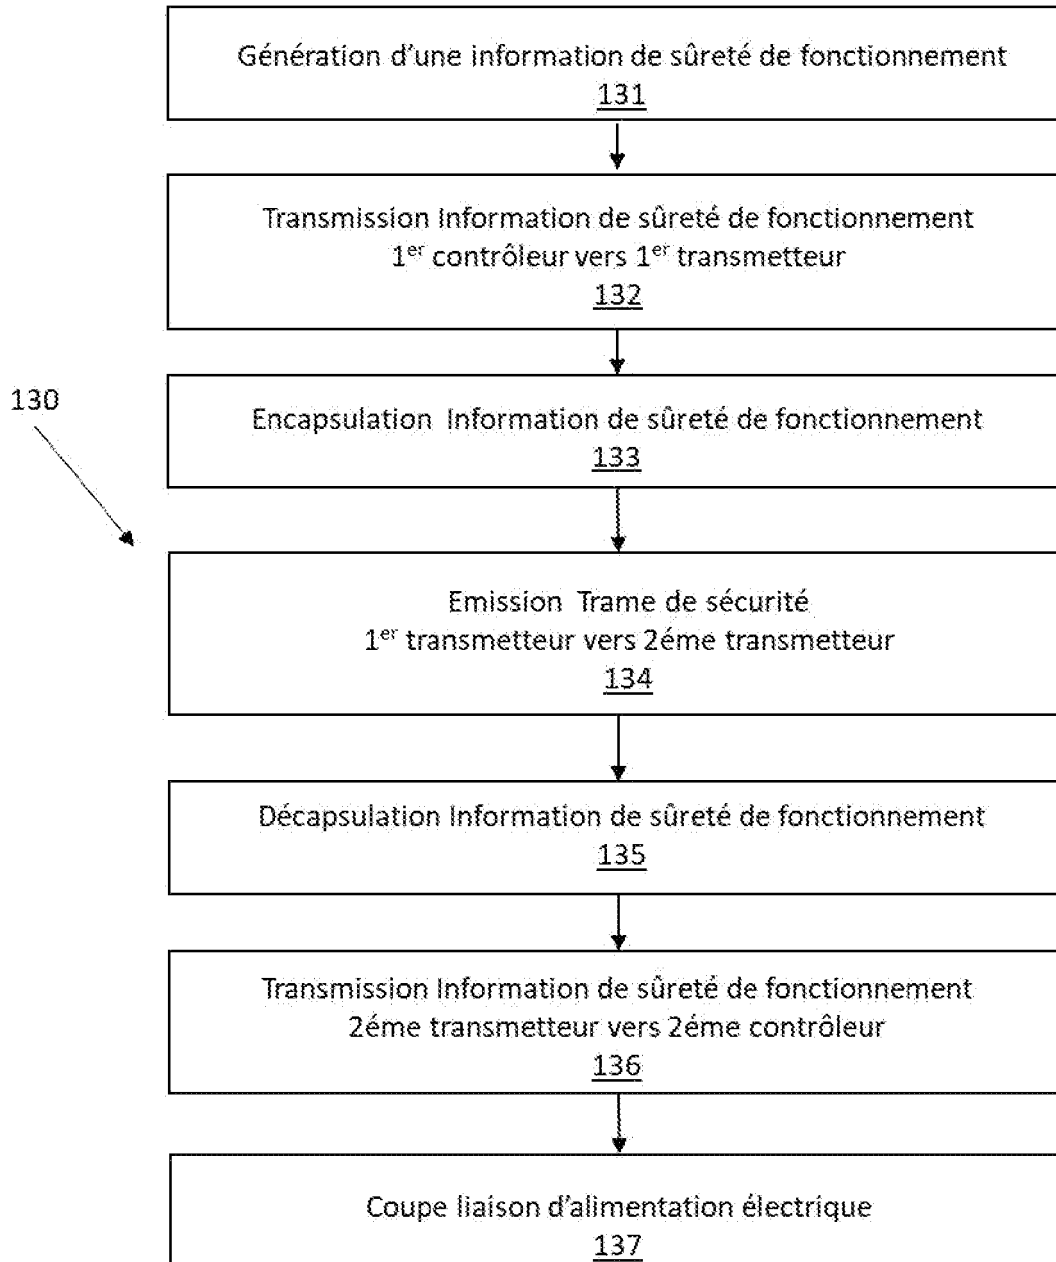 Génération d'une information de sûreté de fonctionnement
131
Transmission Information de sûreté de fonctionnement
1er contrôleur vers 1er transmetteur
132
130
Encapsulation Information de sûreté de fonctionnement
133
Emission Trame de sécurité
1er transmetteur vers 2éme transmetteur
134
Décapsulation Information de sûreté de fonctionnement
135
Transmission Information de sûreté de fonctionnement
2éme transmetteur vers 2éme contrôleur
136
Coupe liaison d'alimentation électrique
137